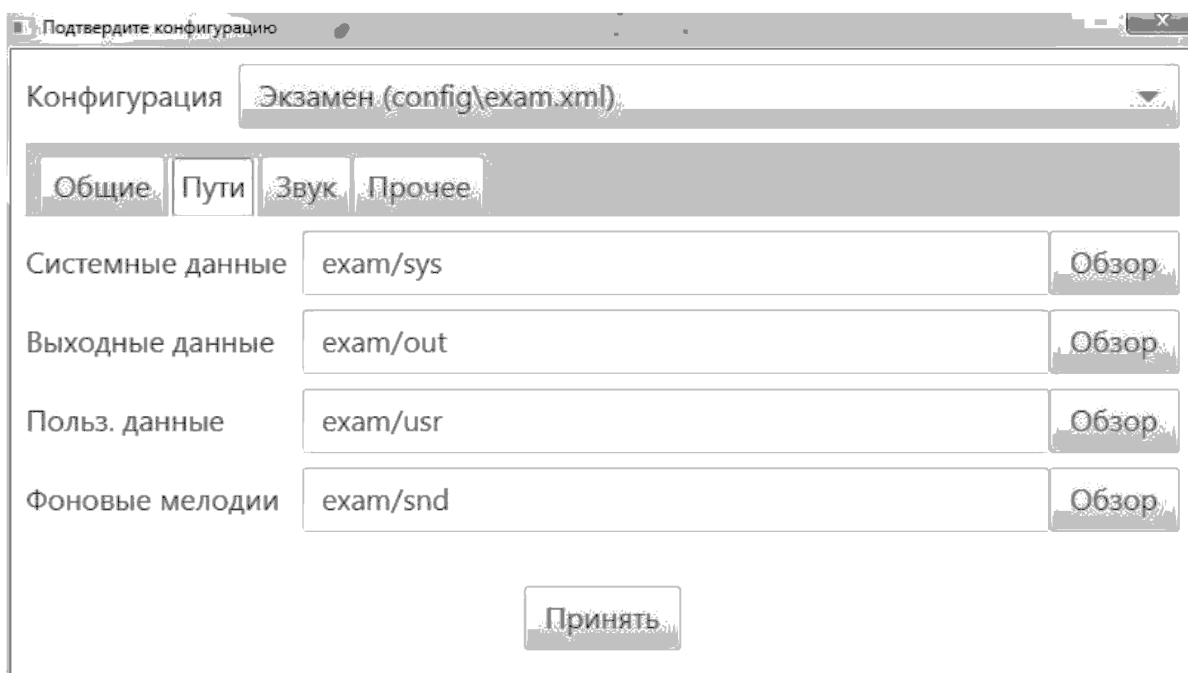 Подтвердите конфигурацию
Конфигурация Экзамен (config\exam.xml)
Общие Пути Звук Прочее
Системные данные exam/sys Обзор
Выходные данные exam/out Обзор
Польз. данные exam/usr Обзор
Фоновые мелодии exam/snd Обзор
Принять